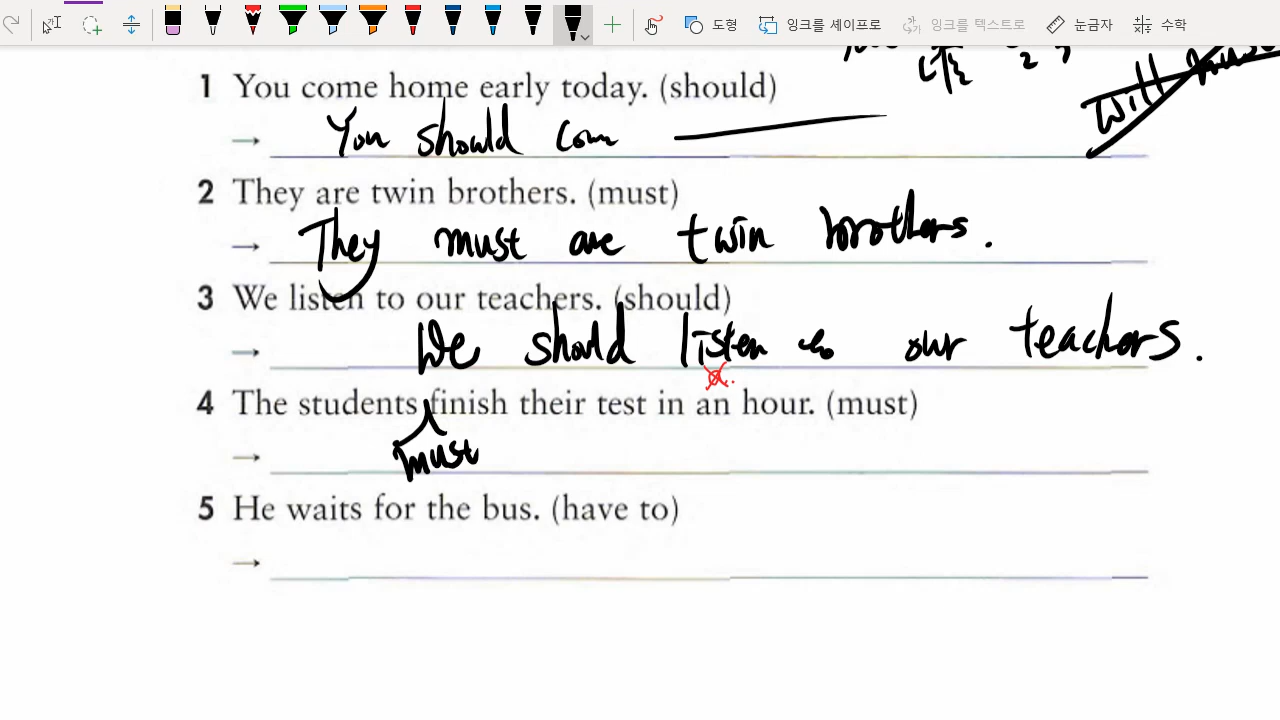 도형 잉크를 셰이프로 잉크를 텍스트로 눈금자 수학
will must
1 You come home early today. (should)
→ You should come
2 They are twin brothers. (must)
→ They must are twin brothers.
3 We listen to our teachers. (should)
→ We should listen to our teachers.
4 The students finish their test in an hour. (must)
→ must
5 He waits for the bus. (have to)
→